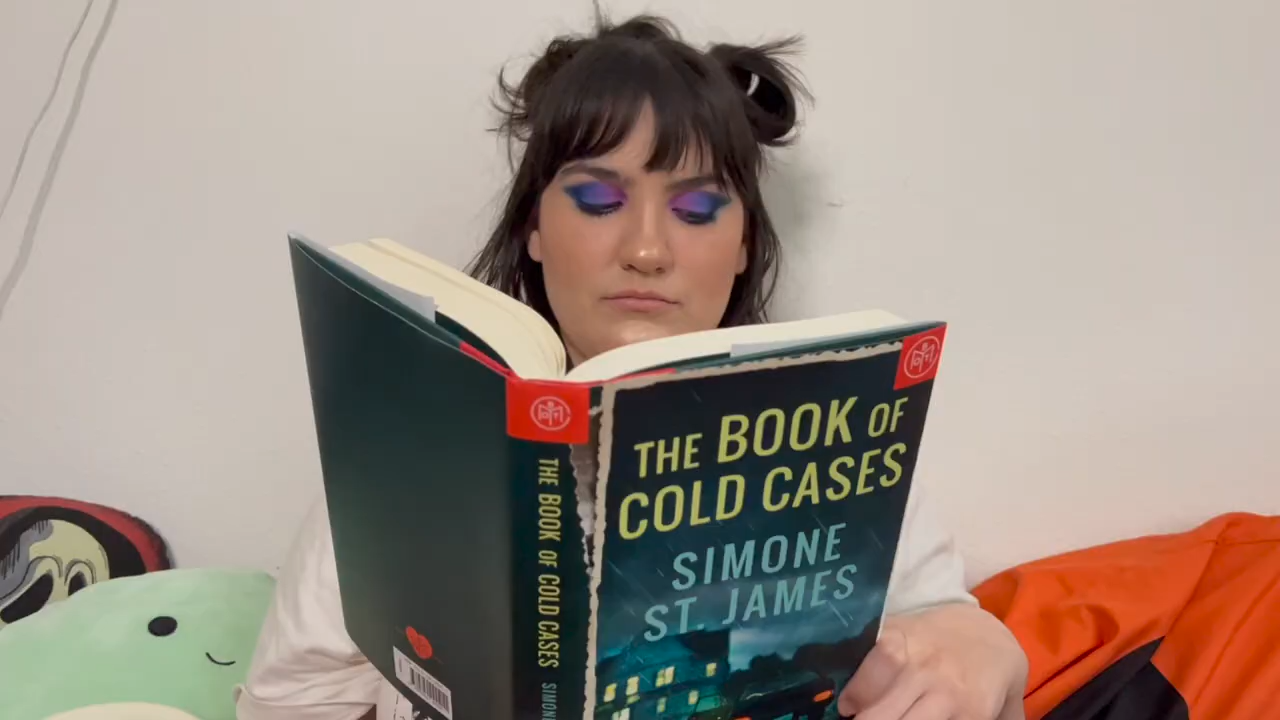 THE BOOK OF
COLD CASES
SIMONE
ST. JAMES
THE BOOK OF COLD CASES